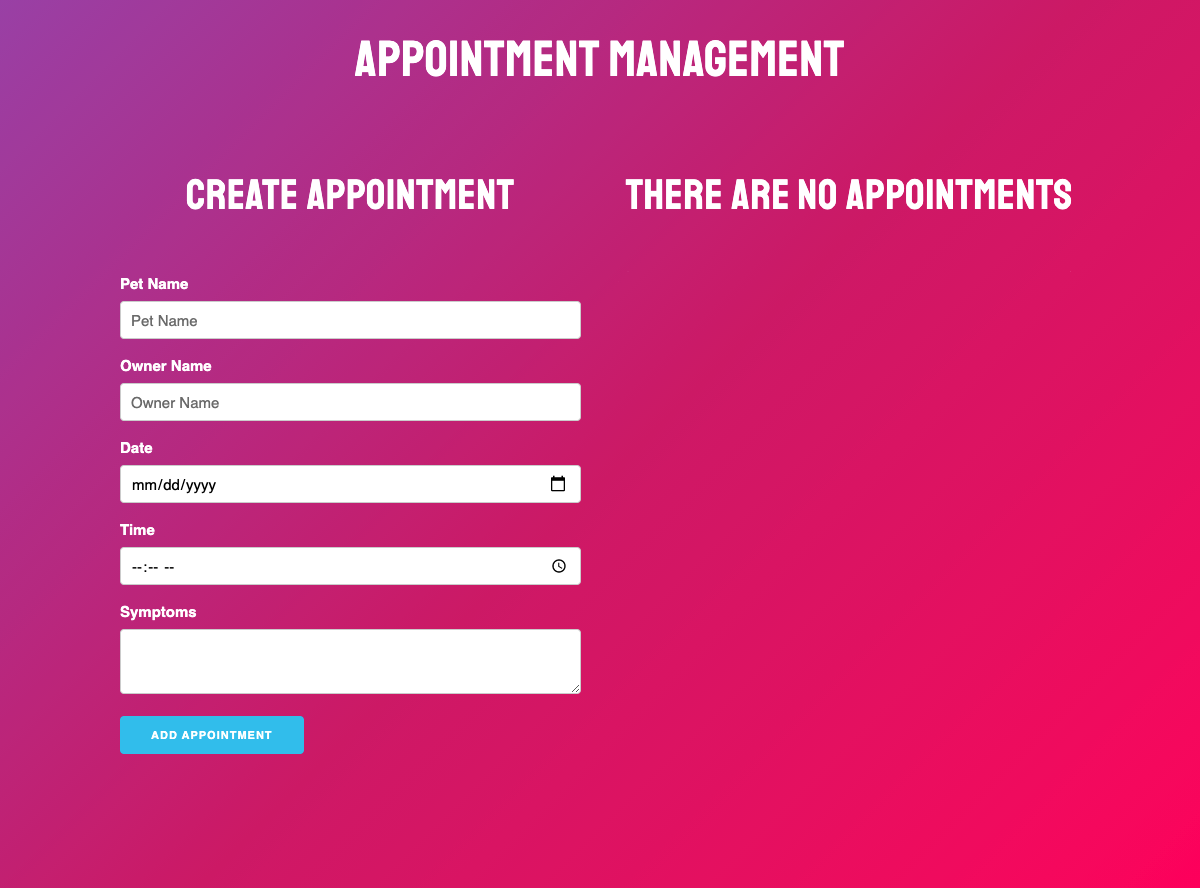 APPOINTMENT MANAGEMENT
CREATE APPOINTMENT
Pet Name
Pet Name
Owner Name
Owner Name
Date
mm/dd/yyyy
Time
--:-- --
Symptoms
ADD APPOINTMENT
THERE ARE NO APPOINTMENTS